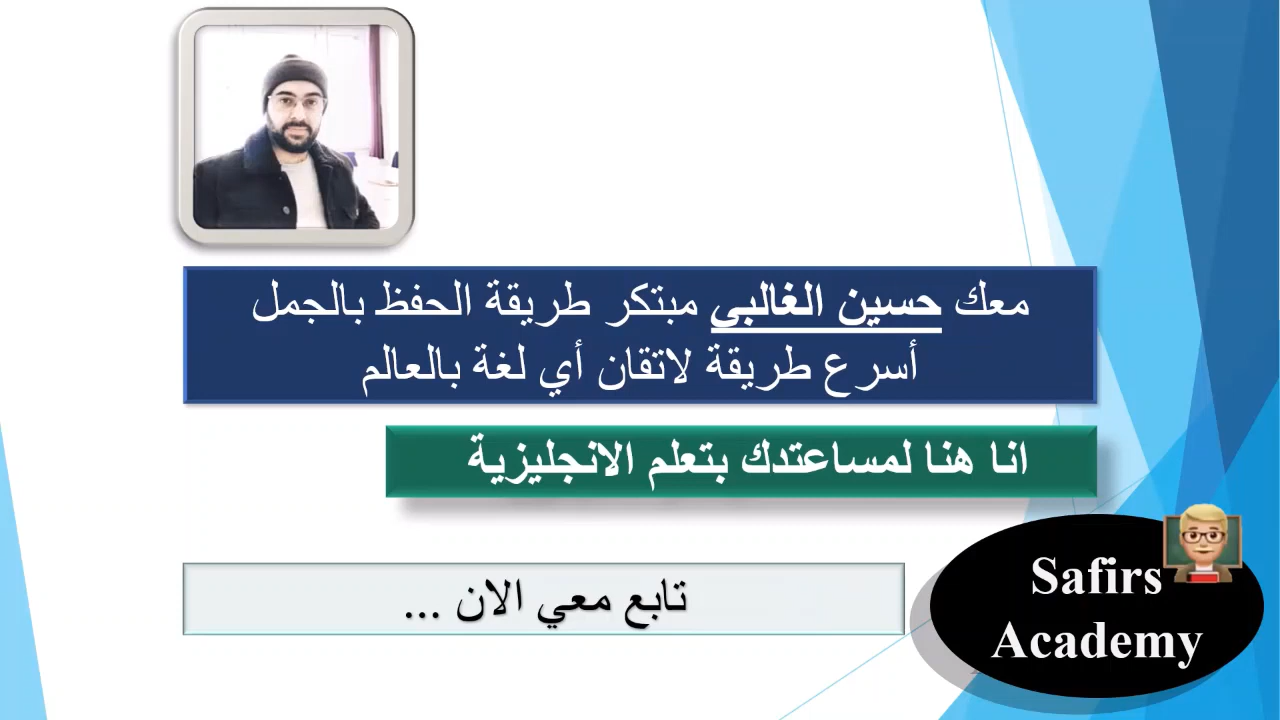 معك حسين الغالبي مبتكر طريقة الحفظ بالجمل
أسرع طريقة لاتقان أي لغة بالعالم
انا هنا لمساعتدك بتعلم الانجليزية
تابع معي الان ...
Safirs
Academy